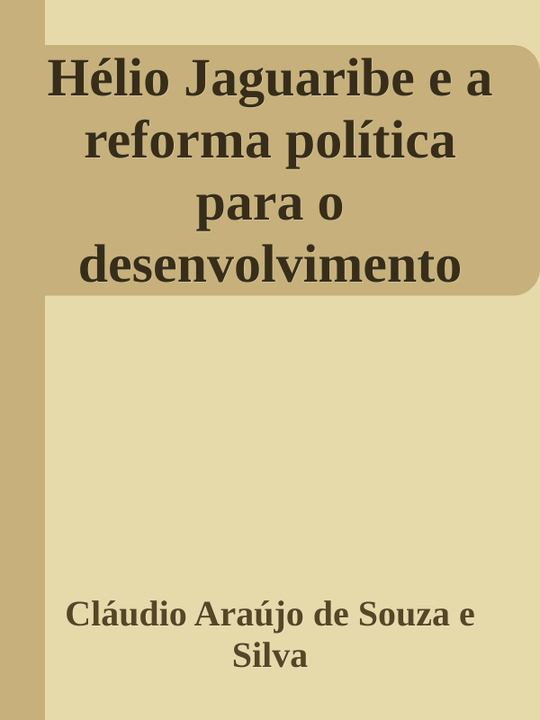 Hélio Jaguaribe e a
reforma política
para o
desenvolvimento
Cláudio Araújo de Souza e
Silva